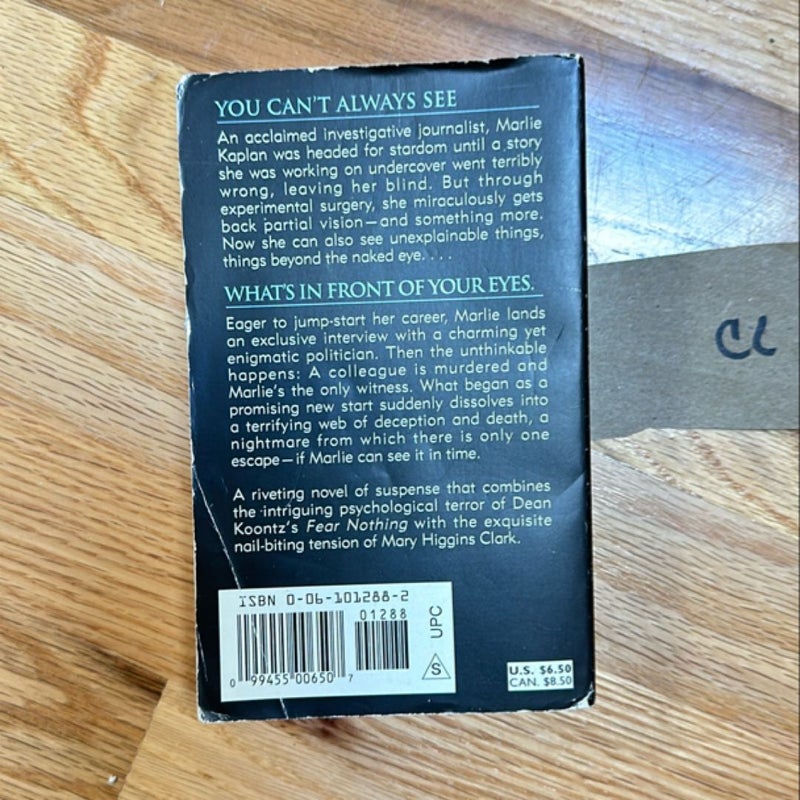 YOU CAN'T ALWAYS SEE
An acclaimed investigative journalist, Marlie
Kaplan was headed for stardom until a story
she was working on undercover went terribly
wrong, leaving her blind. But through
experimental surgery, she miraculously gets
back partial vision—and something more.
Now she can also see unexplainable things,
things beyond the naked eye. . . .
WHAT'S IN FRONT OF YOUR EYES.
Eager to jump-start her career, Marlie lands
an exclusive interview with a charming yet
enigmatic politician. Then the unthinkable
happens: A colleague is murdered and
Marlie's the only witness. What began as a
promising new start suddenly dissolves into
a terrifying web of deception and death, a
nightmare from which there is only one
escape—if Marlie can see it in time.
A riveting novel of suspense that combines
the intriguing psychological terror of Dean
Koontz's Fear Nothing with the exquisite
nail-biting tension of Mary Higgins Clark.
ISBN 0-06-101288-2
01288
0 99455 00650 7
UPC
S
U.S. $6.50
CAN. $8.50